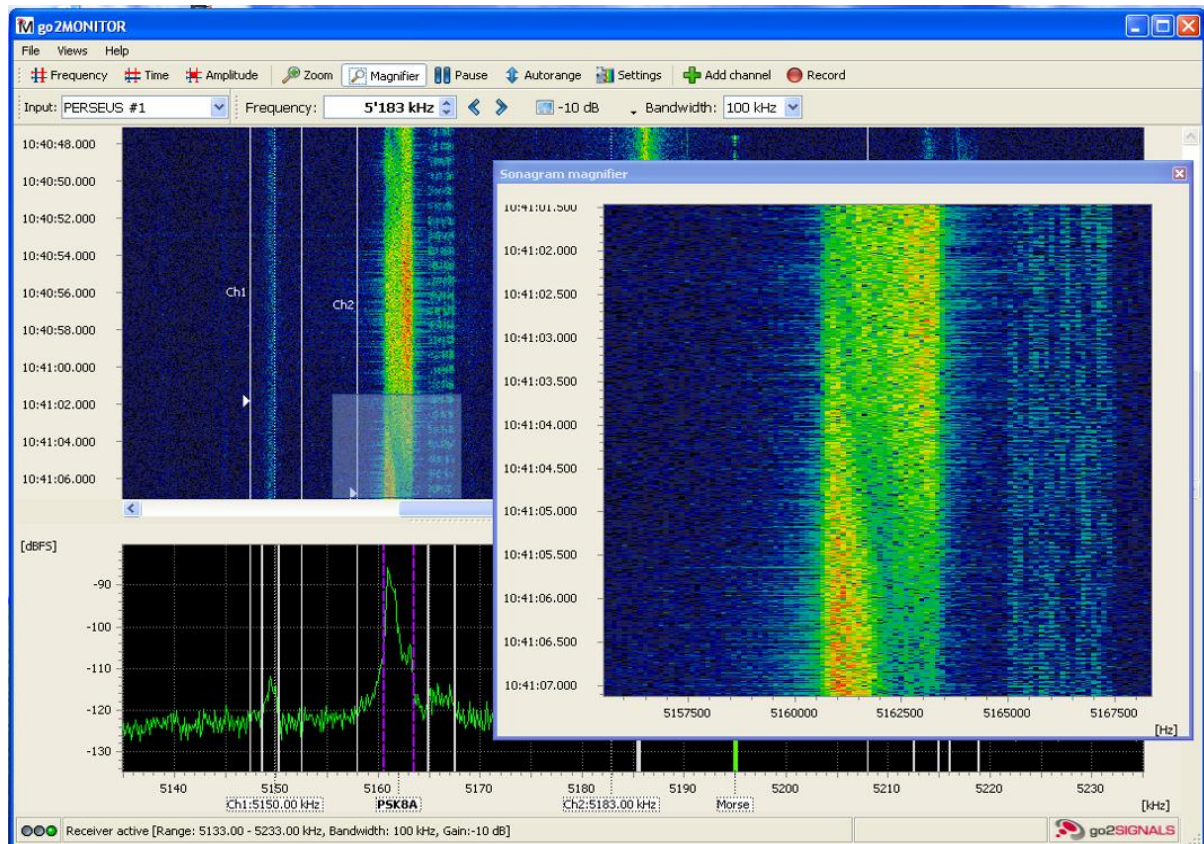 go2MONITOR
File Views Help
Frequency Time Amplitude Zoom Magnifier Pause Autorange Settings Add channel Record
Input: PERSEUS #1 Frequency: 5'183 kHz -10 dB Bandwidth: 100 kHz
10:40:48.000
10:40:50.000
10:40:52.000
10:40:54.000
10:40:56.000
10:40:58.000
10:41:00.000
10:41:02.000
10:41:04.000
10:41:06.000
Ch1
Ch2
Sonagram magnifier
10:41:01.500
10:41:02.000
10:41:02.500
10:41:03.000
10:41:03.500
10:41:04.000
10:41:04.500
10:41:05.000
10:41:05.500
10:41:06.000
10:41:06.500
10:41:07.000
5157500 5160000 5162500 5165000 5167500
[Hz]
[dBFS]
-90
-100
-110
-120
-130
5140 5150 5160 5170 5180 5190 5200 5210 5220 5230
Ch1:5150.00 kHz PSK8A Ch2:5183.00 kHz Morse [kHz]
Receiver active [Range: 5133.00 - 5233.00 kHz, Bandwidth: 100 kHz, Gain:-10 dB] go2SIGNALS